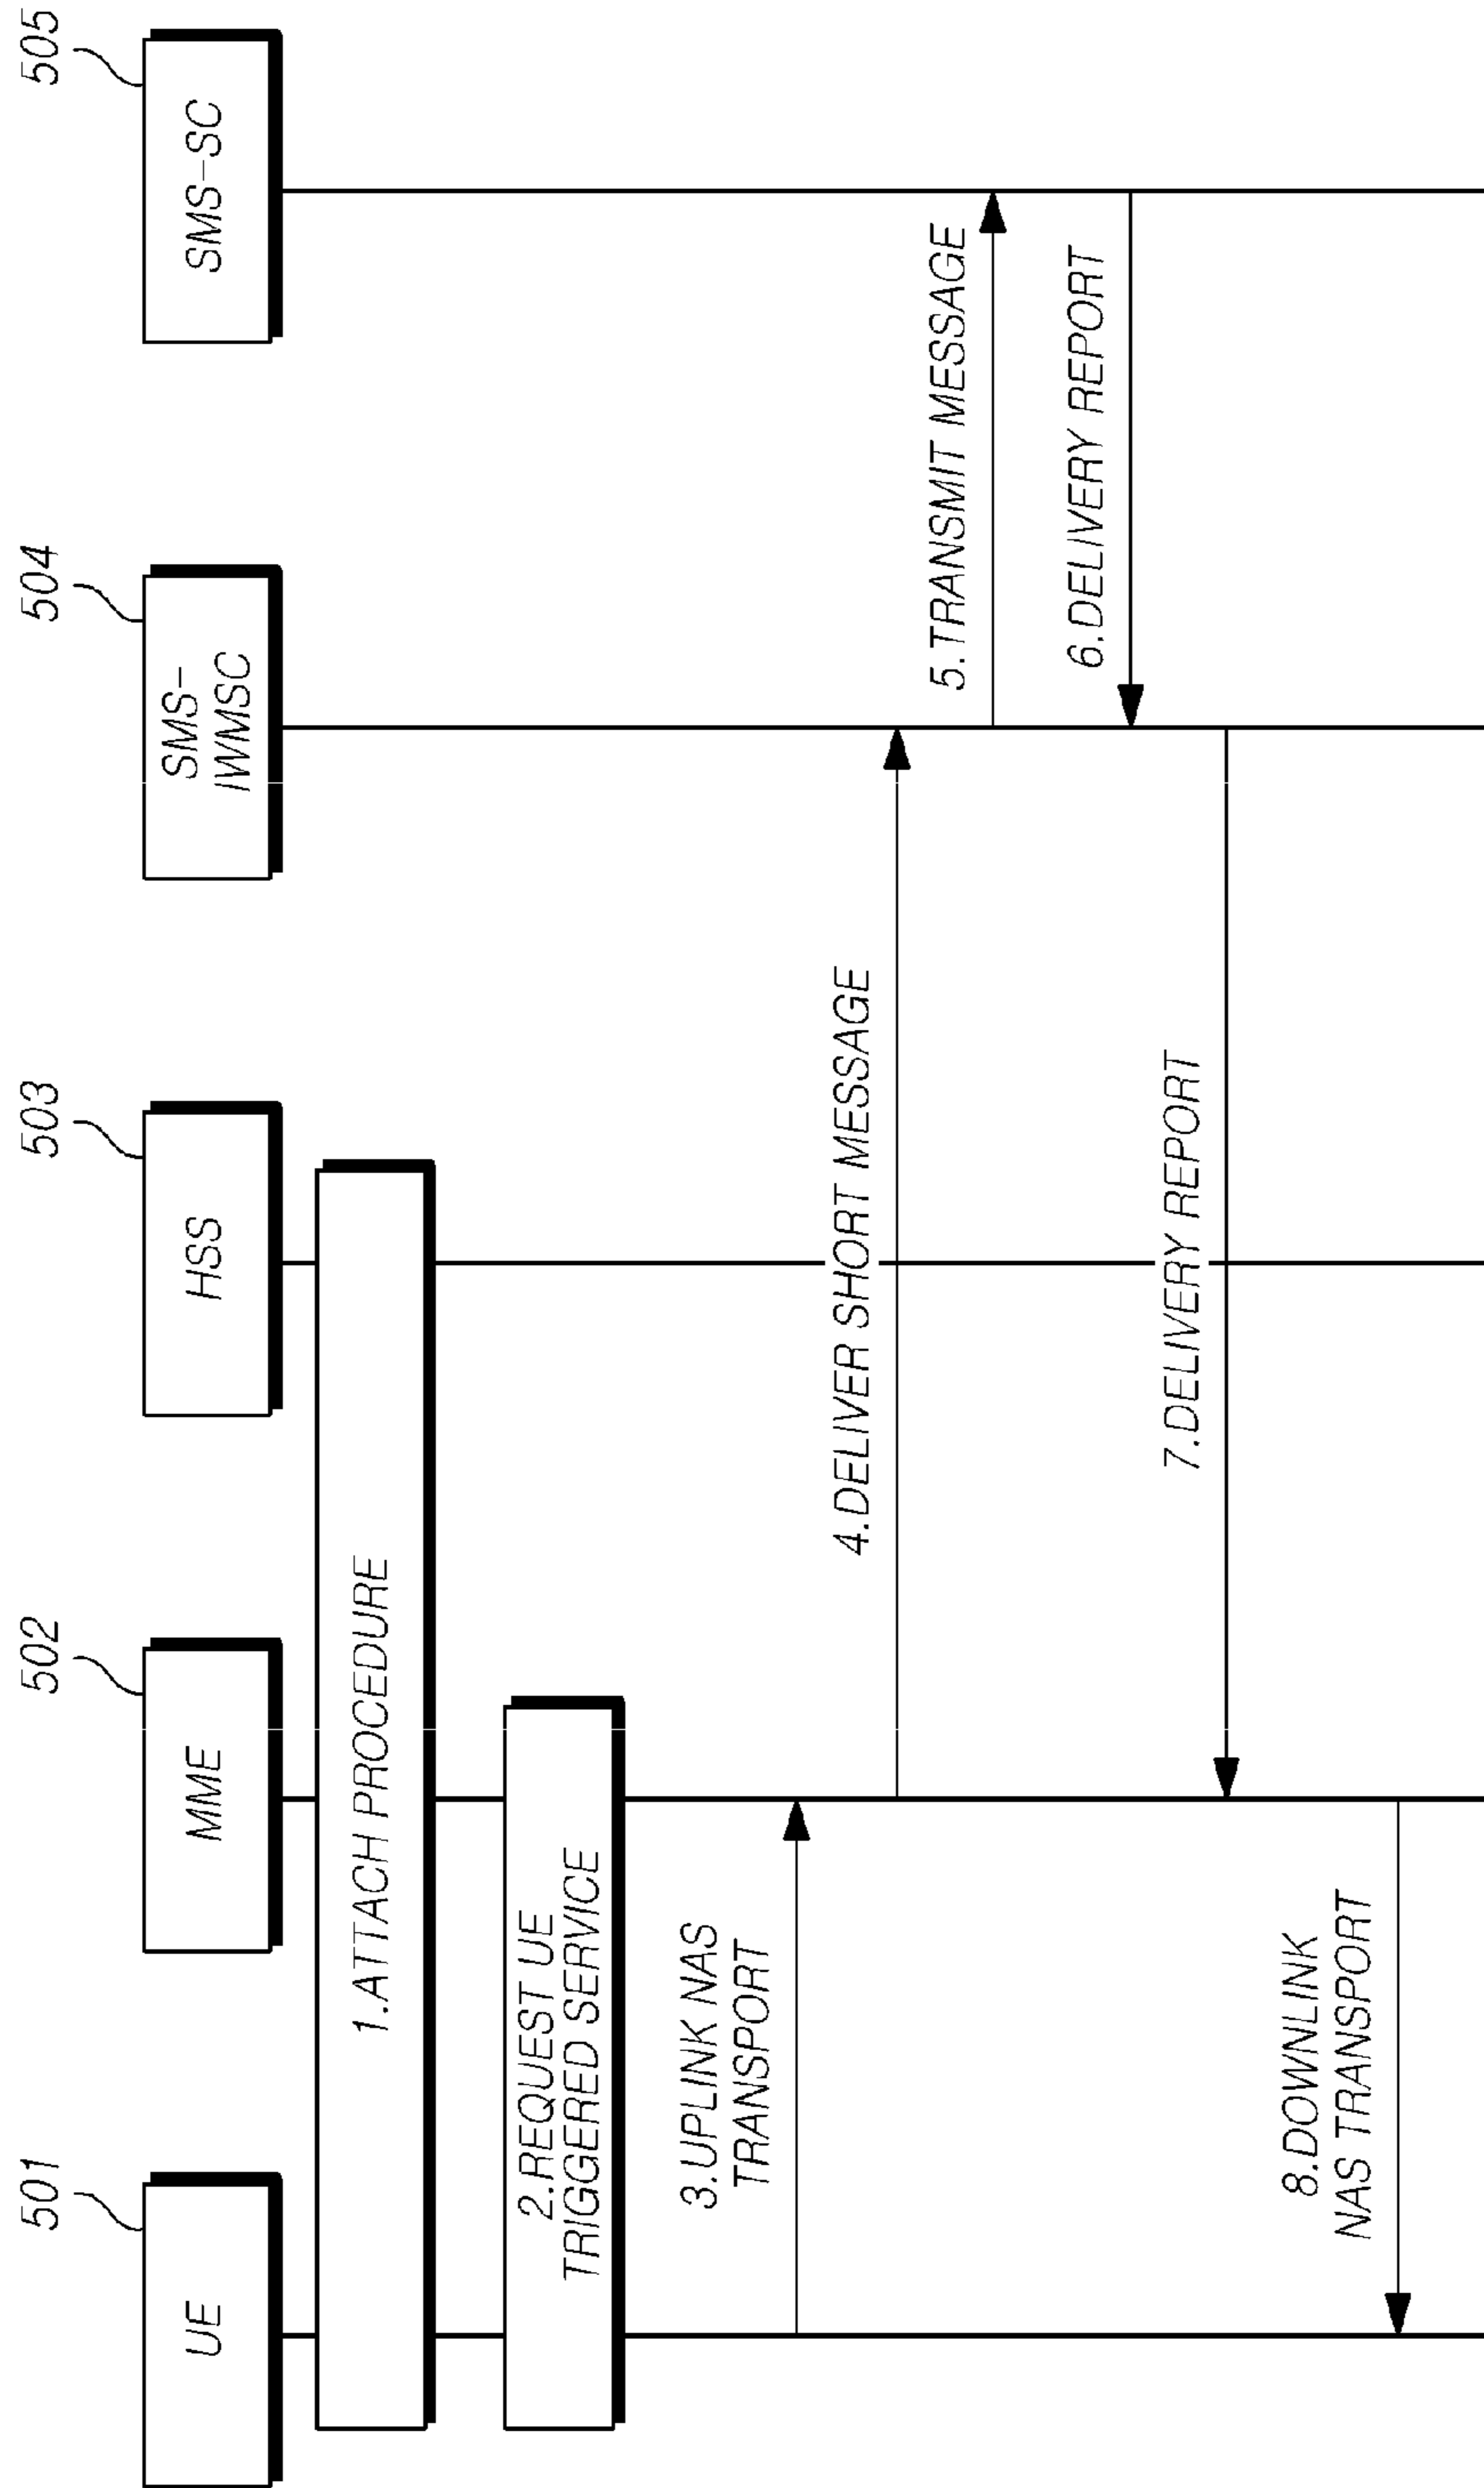 501
502
503
504
505
UE
MME
HSS
SMS-
IWMSC
SMS-SC
1.ATTACH PROCEDURE
2.REQUEST UE
TRIGGERED SERVICE
3.UPLINK NAS
TRANSPORT
4.DELIVER SHORT MESSAGE
5.TRANSMIT MESSAGE
6.DELIVERY REPORT
7.DELIVERY REPORT
8.DOWNLINK
NAS TRANSPORT